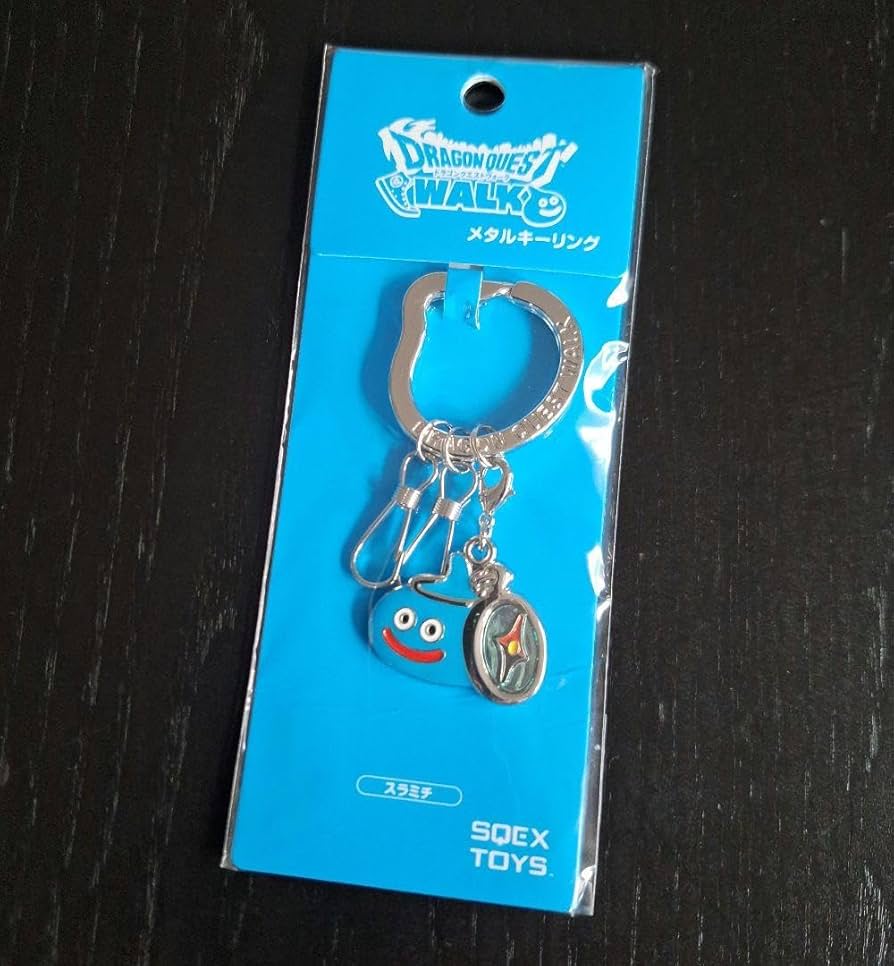 DRAGON QUEST
ドラゴンクエストウォーク
WALK
メタルキーリング
DRAGON QUEST WALK
スラミチ
SQEX
TOYS™